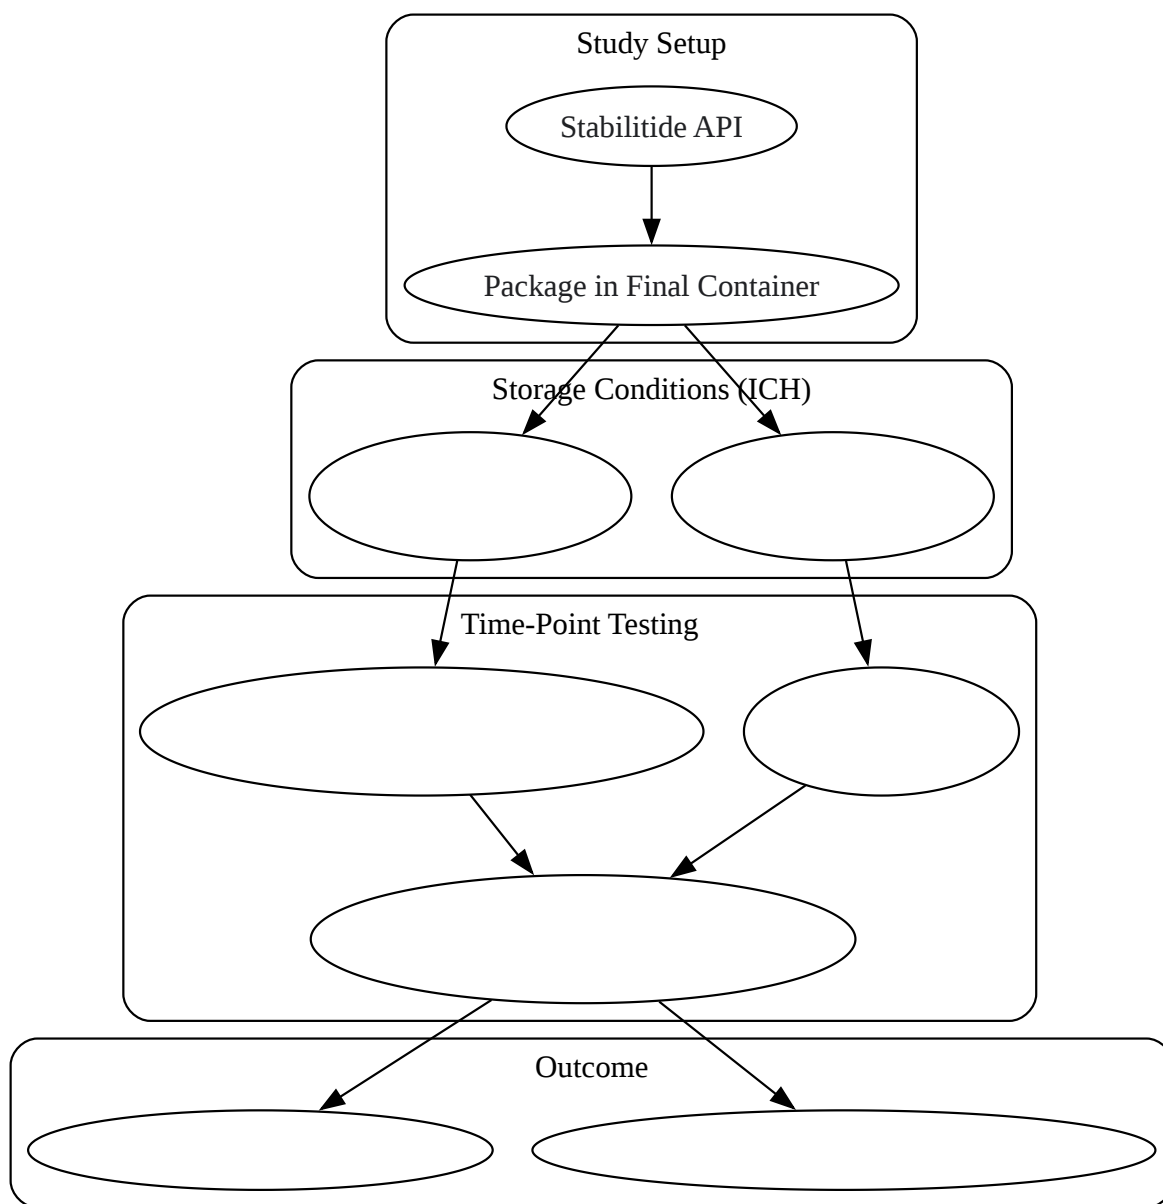 Study Setup
Stabilitide API
Package in Final Container
Storage Conditions (ICH)
Time-Point Testing
Outcome